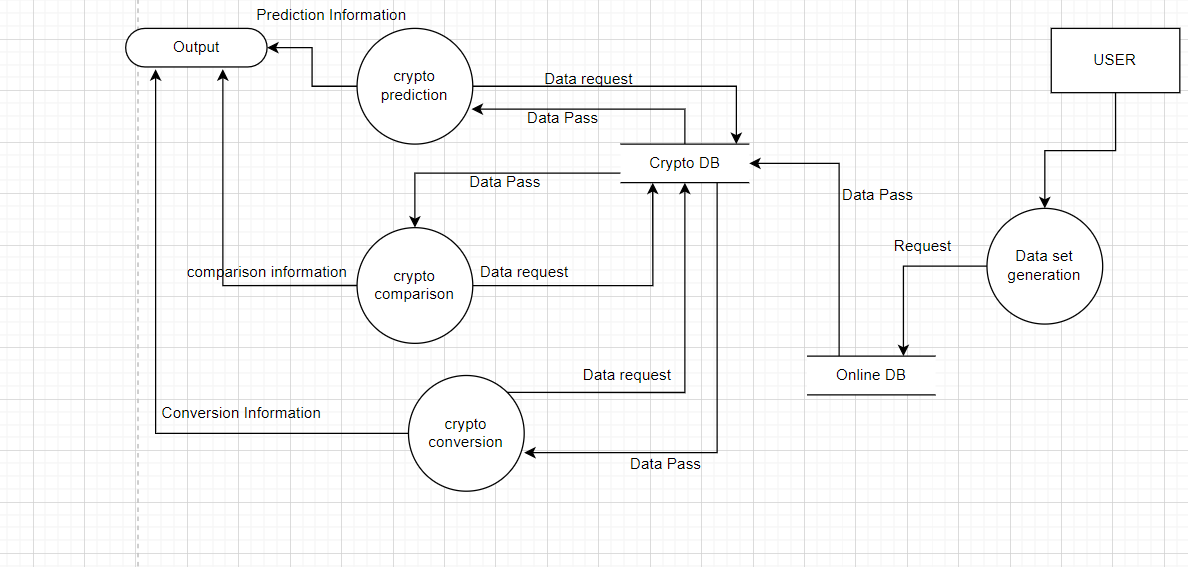 Prediction Information
Output
USER
crypto
prediction
Data request
Data Pass
Crypto DB
Data Pass
Data Pass
Request
Data set
generation
comparison information
crypto
comparison
Data request
Data request
Online DB
Conversion Information
crypto
conversion
Data Pass